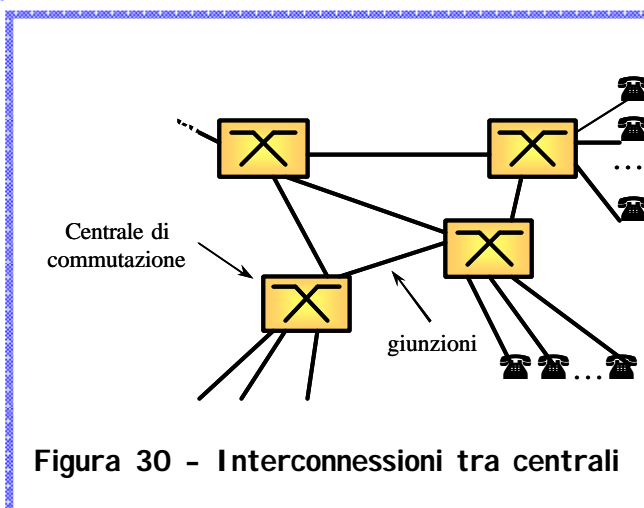 Centrale di
commutazione
giunzioni
Figura 30 - Interconnessioni tra centrali